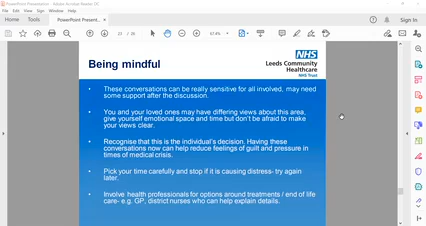 PowerPoint Presentation - Adobe Acrobat Reader DC
File Edit View Sign Window Help
Home Tools PowerPoint Present... × Sign In
57.4%
Being mindful
NHS
Leeds Community
Healthcare
NHS Trust
• These conversations can be really sensitive for all involved, may need
some support after the discussion.
• You and your loved ones may have differing views about this area,
give yourself emotional space and time but don't be afraid to make
your views clear.
• Recognise that this is the individual's decision. Having these
conversations now can help reduce feelings of guilt and pressure in
times of medical crisis.
• Pick your time carefully and stop if it is causing distress- try again
later.
• Involve health professionals for options around treatments / end of life
care- e.g. GP, district nurses who can help explain details.